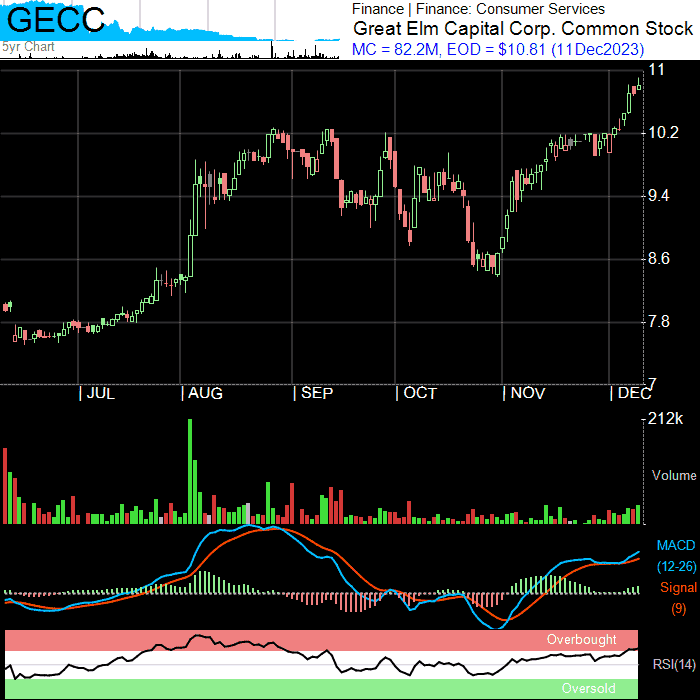 GECC
5yr Chart
Finance | Finance: Consumer Services
Great Elm Capital Corp. Common Stock
MC = 82.2M, EOD = $10.81 (11Dec2023)
11
10.2
9.4
8.6
7.8
7
JUL
AUG
SEP
OCT
NOV
DEC
212k
Volume
MACD
(12-26)
Signal
(9)
Overbought
RSI(14)
Oversold